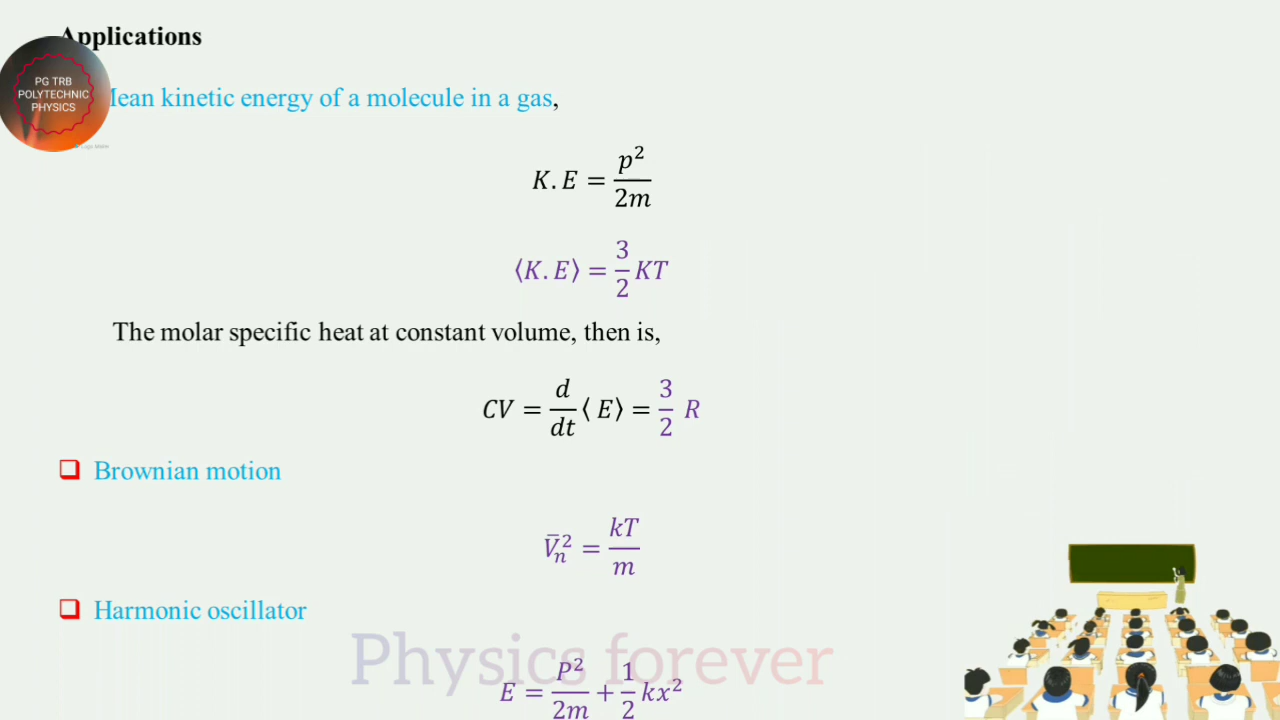 Applications
PG TRB
POLYTECHNIC
PHYSICS
Mean kinetic energy of a molecule in a gas,
K.E = p²/2m
⟨K.E⟩ = 3/2 KT
The molar specific heat at constant volume, then is,
CV = d/dt ⟨ E⟩ = 3/2 R
❑ Brownian motion
V̄ₙ² = kT/m
❑ Harmonic oscillator
Physics forever
E = P²/2m + 1/2 kx²